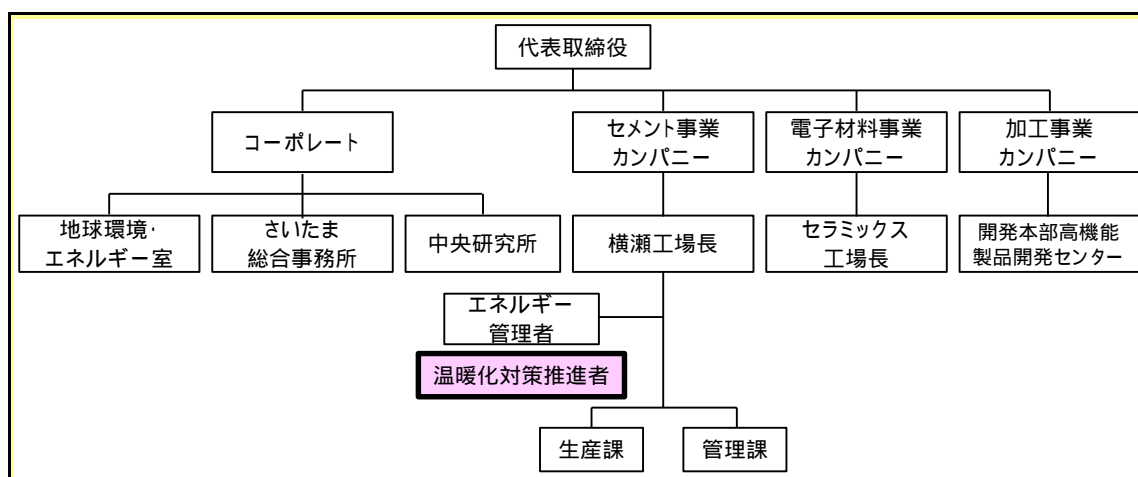 代表取締役
コーポレート
セメント事業
カンパニー
電子材料事業
カンパニー
加工事業
カンパニー
地球環境・
エネルギー室
さいたま
総合事務所
中央研究所
横瀬工場長
セラミックス
工場長
開発本部高機能
製品開発センター
エネルギー
管理者
温暖化対策推進者
生産課
管理課